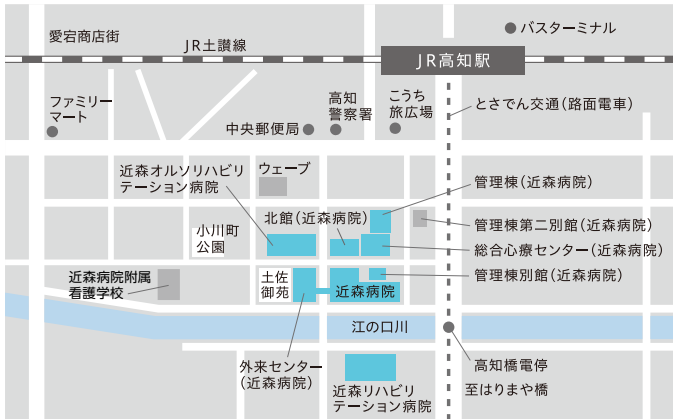 愛宕商店街
JR土讃線
バスターミナル
JR高知駅
ファミリー
マート
高知
警察署
こうち
旅広場
とさでん交通(路面電車)
中央郵便局
近森オルソリハビリ
テーション病院
ウェーブ
管理棟(近森病院)
小川町
公園
北館(近森病院)
管理棟第二別館(近森病院)
総合心療センター(近森病院)
近森病院附属
看護学校
土佐
御苑
近森病院
管理棟別館(近森病院)
江の口川
外来センター
(近森病院)
高知橋電停
至はりまや橋
近森リハビリ
テーション病院